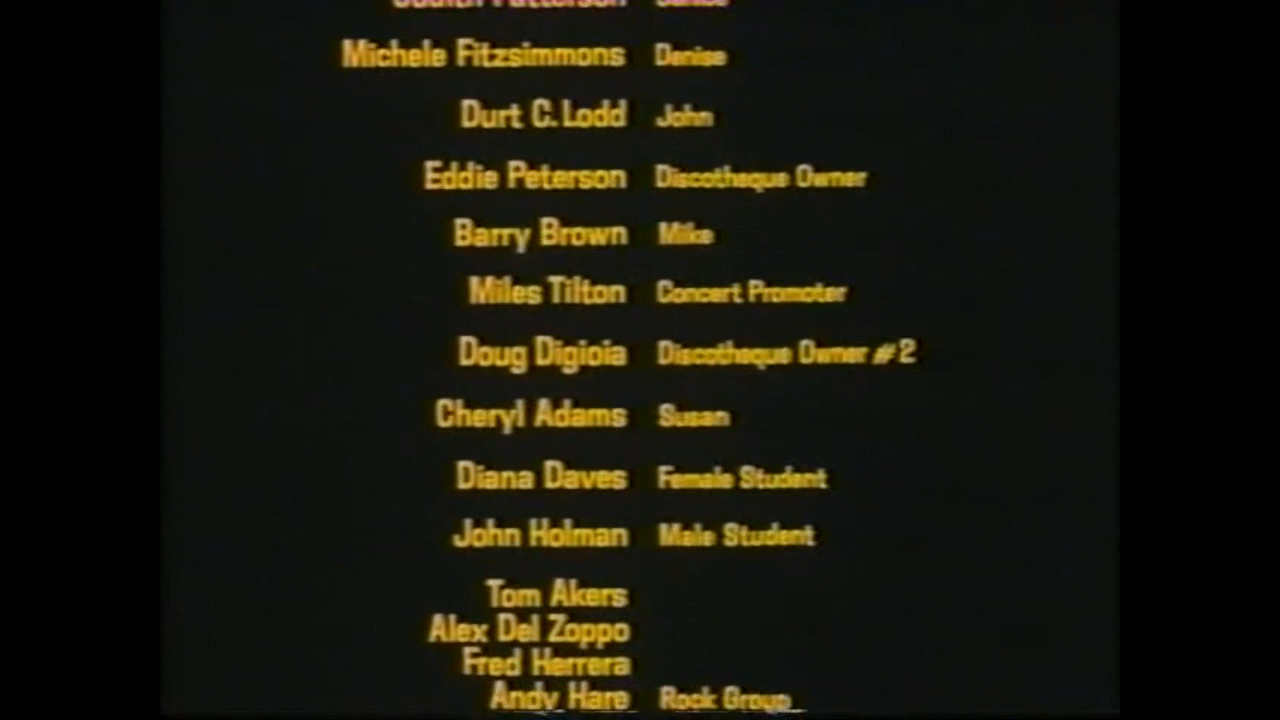 Michele Fitzsimmons Denise
Durt C. Lodd John
Eddie Peterson Discotheque Owner
Barry Brown Mike
Miles Tilton Concert Promoter
Doug Digioia Discotheque Owner #2
Cheryl Adams Susan
Diana Daves Female Student
John Holman Male Student
Tom Akers
Alex Del Zoppo
Fred Herrera
Andy Hare Rock Group